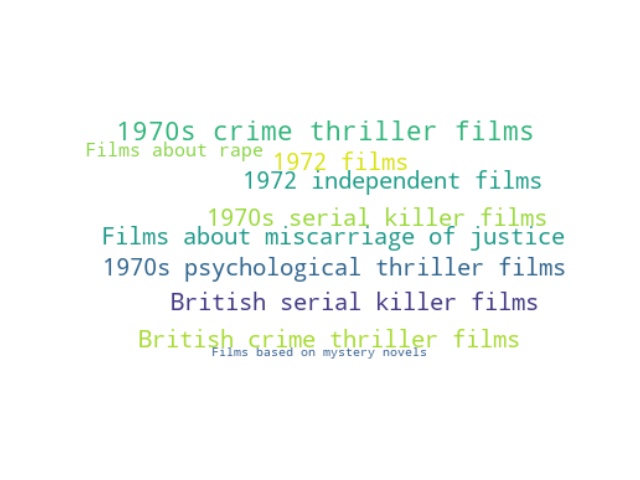 1970s crime thriller films
Films about rape
1972 films
1972 independent films
1970s serial killer films
Films about miscarriage of justice
1970s psychological thriller films
British serial killer films
British crime thriller films
Films based on mystery novels